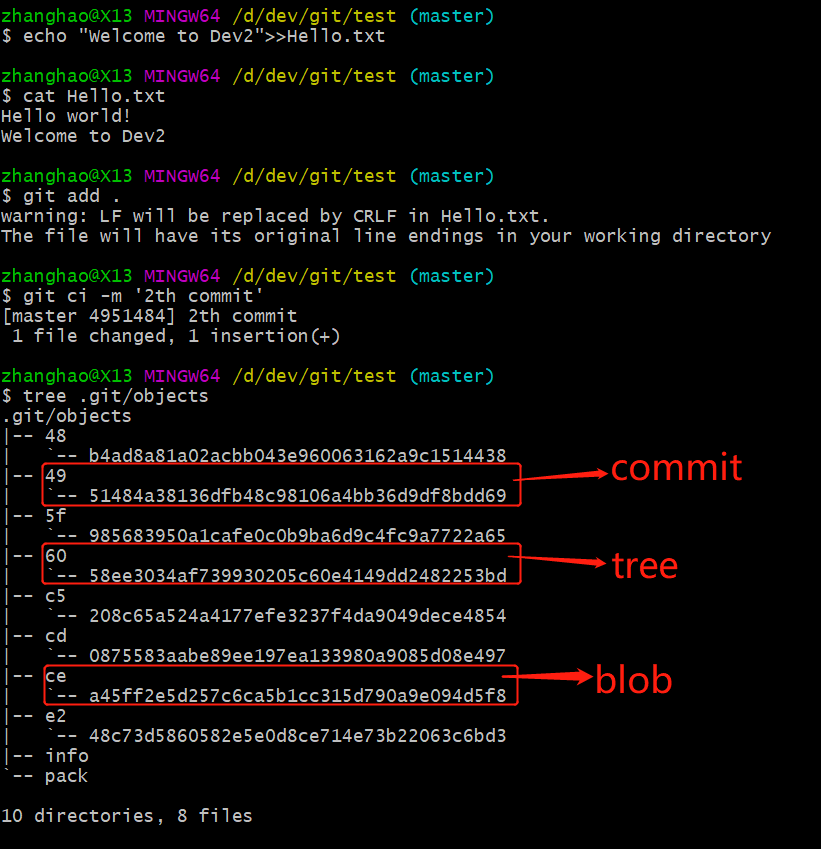 zhanghao@X13 MINGW64 /d/dev/git/test (master)
$ echo "Welcome to Dev2">>Hello.txt
zhanghao@X13 MINGW64 /d/dev/git/test (master)
$ cat Hello.txt
Hello world!
Welcome to Dev2
zhanghao@X13 MINGW64 /d/dev/git/test (master)
$ git add .
warning: LF will be replaced by CRLF in Hello.txt.
The file will have its original line endings in your working directory
zhanghao@X13 MINGW64 /d/dev/git/test (master)
$ git ci -m '2th commit'
[master 4951484] 2th commit
 1 file changed, 1 insertion(+)
zhanghao@X13 MINGW64 /d/dev/git/test (master)
$ tree .git/objects
.git/objects
|-- 48
|   `-- b4ad8a81a02acbb043e960063162a9c1514438
|-- 49
commit
|   `-- 51484a38136dfb48c98106a4bb36d9df8bdd69
|-- 5f
|   `-- 985683950a1cafe0c0b9ba6d9c4fc9a7722a65
|-- 60
tree
|   `-- 58ee3034af739930205c60e4149dd2482253bd
|-- c5
|   `-- 208c65a524a4177efe3237f4da9049dece4854
|-- cd
|   `-- 0875583aabe89ee197ea133980a9085d08e497
|-- ce
blob
|   `-- a45ff2e5d257c6ca5b1cc315d790a9e094d5f8
|-- e2
|   `-- 48c73d5860582e5e0d8ce714e73b22063c6bd3
|-- info
`-- pack
10 directories, 8 files